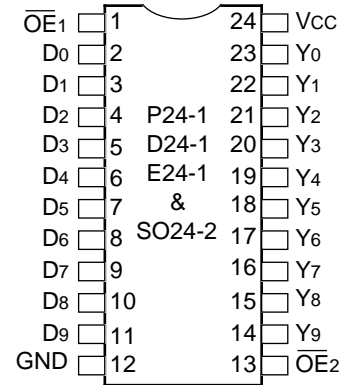 O̅E̅1 1 24 VCC
D0 2 23 Y0
D1 3 22 Y1
D2 4 P24-1 21 Y2
D3 5 D24-1 20 Y3
D4 6 E24-1 19 Y4
D5 7 & 18 Y5
D6 8 SO24-2 17 Y6
D7 9 16 Y7
D8 10 15 Y8
D9 11 14 Y9
GND 12 13 O̅E̅2